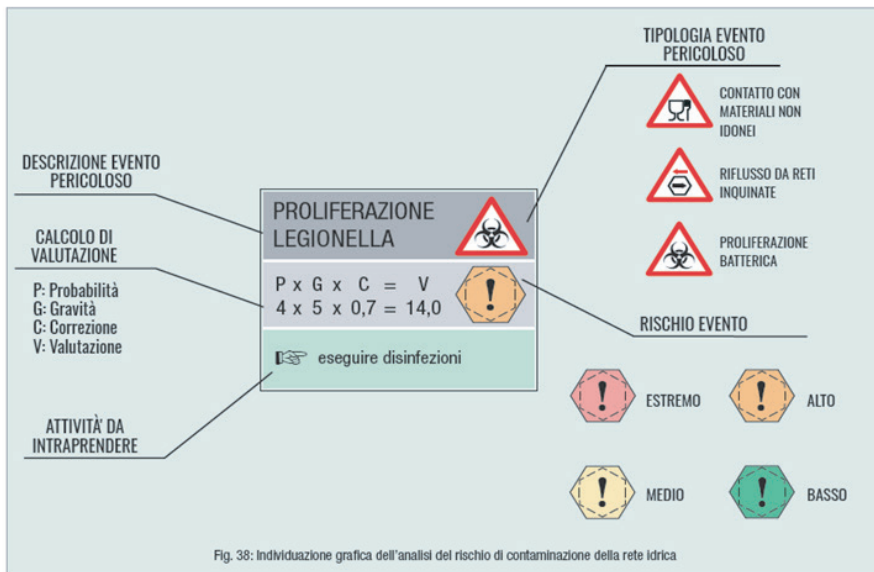 TIPOLOGIA EVENTO
PERICOLOSO
CONTATTO CON
MATERIALI NON
IDONEI
RIFLUSSO DA RETI
INQUINATE
PROLIFERAZIONE
BATTERICA
DESCRIZIONE EVENTO
PERICOLOSO
CALCOLO DI
VALUTAZIONE
P: Probabilità
G: Gravità
C: Correzione
V: Valutazione
ATTIVITA' DA
INTRAPRENDERE
PROLIFERAZIONE
LEGIONELLA
P x G x C = V
4 x 5 x 0,7 = 14,0
eseguire disinfezioni
RISCHIO EVENTO
ESTREMO
ALTO
MEDIO
BASSO
Fig. 38: Individuazione grafica dell'analisi del rischio di contaminazione della rete idrica